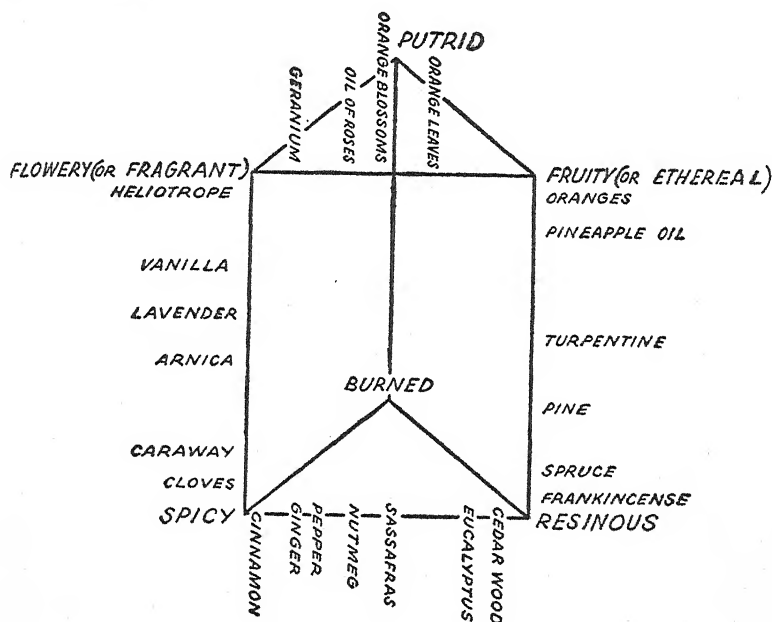 PUTRID
GERANIUM
OIL OF ROSES
ORANGE BLOSSOMS
ORANGE LEAVES
FLOWERY (OR FRAGRANT)
FRUITY (OR ETHEREAL)
HELIOTROPE
ORANGES
PINEAPPLE OIL
VANILLA
LAVENDER
TURPENTINE
ARNICA
BURNED
PINE
CARAWAY
SPRUCE
CLOVES
FRANKINCENSE
SPICY
RESINOUS
CINNAMON
GINGER
PEPPER
NUTMEG
SASSAFRAS
EUCALYPTUS
CEDAR WOOD